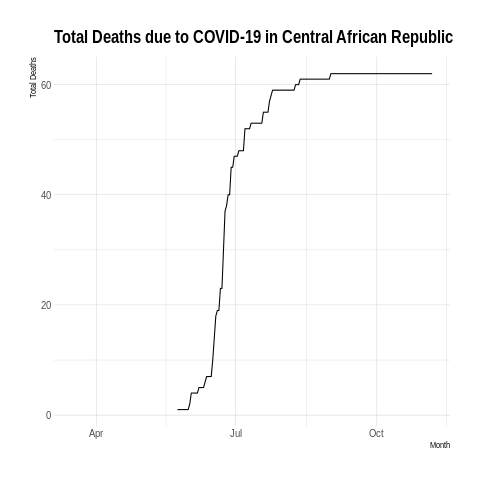 Total Deaths due to COVID-19 in Central African Republic
Total Deaths
60
40
20
0
Apr
Jul
Oct
Month